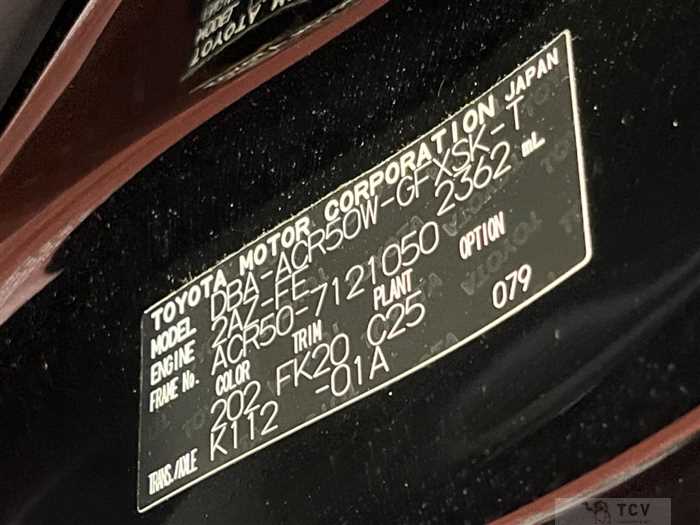 TOYOTA MOTOR CORPORATION JAPAN
MODEL DBA-ACR50W-GFXSK-T
ENGINE 2AZ-FE 2362 mL
FRAME No. ACR50-7121050
COLOR TRIM PLANT OPTION
202 FK20 C25 079
TRANS./AXLE K112 -01A
TCV